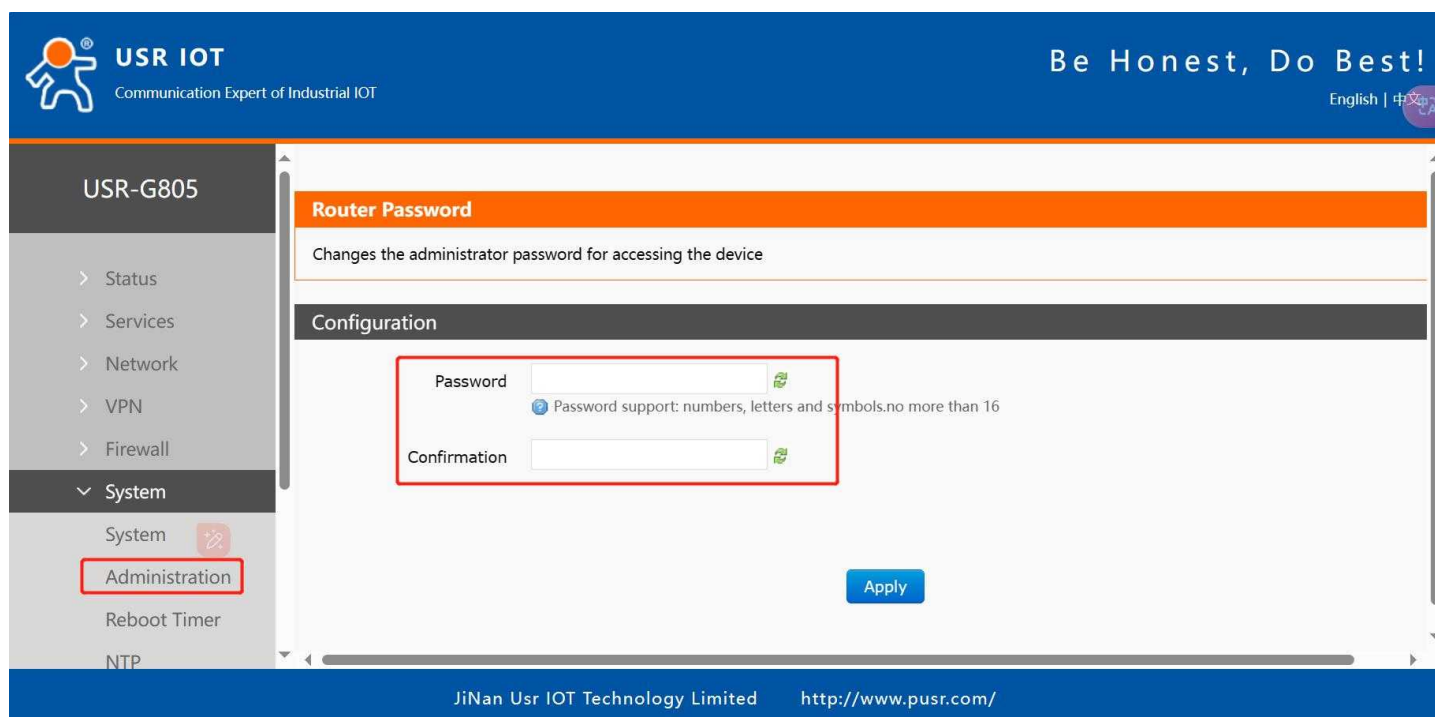 ®
USR IOT
Communication Expert of Industrial IOT
Be Honest, Do Best!
English | 中文
USR-G805
Status
Services
Network
VPN
Firewall
System
System
Administration
Reboot Timer
NTP
Router Password
Changes the administrator password for accessing the device
Configuration
Password
Password support: numbers, letters and symbols.no more than 16
Confirmation
Apply
JiNan Usr IOT Technology Limited http://www.pusr.com/